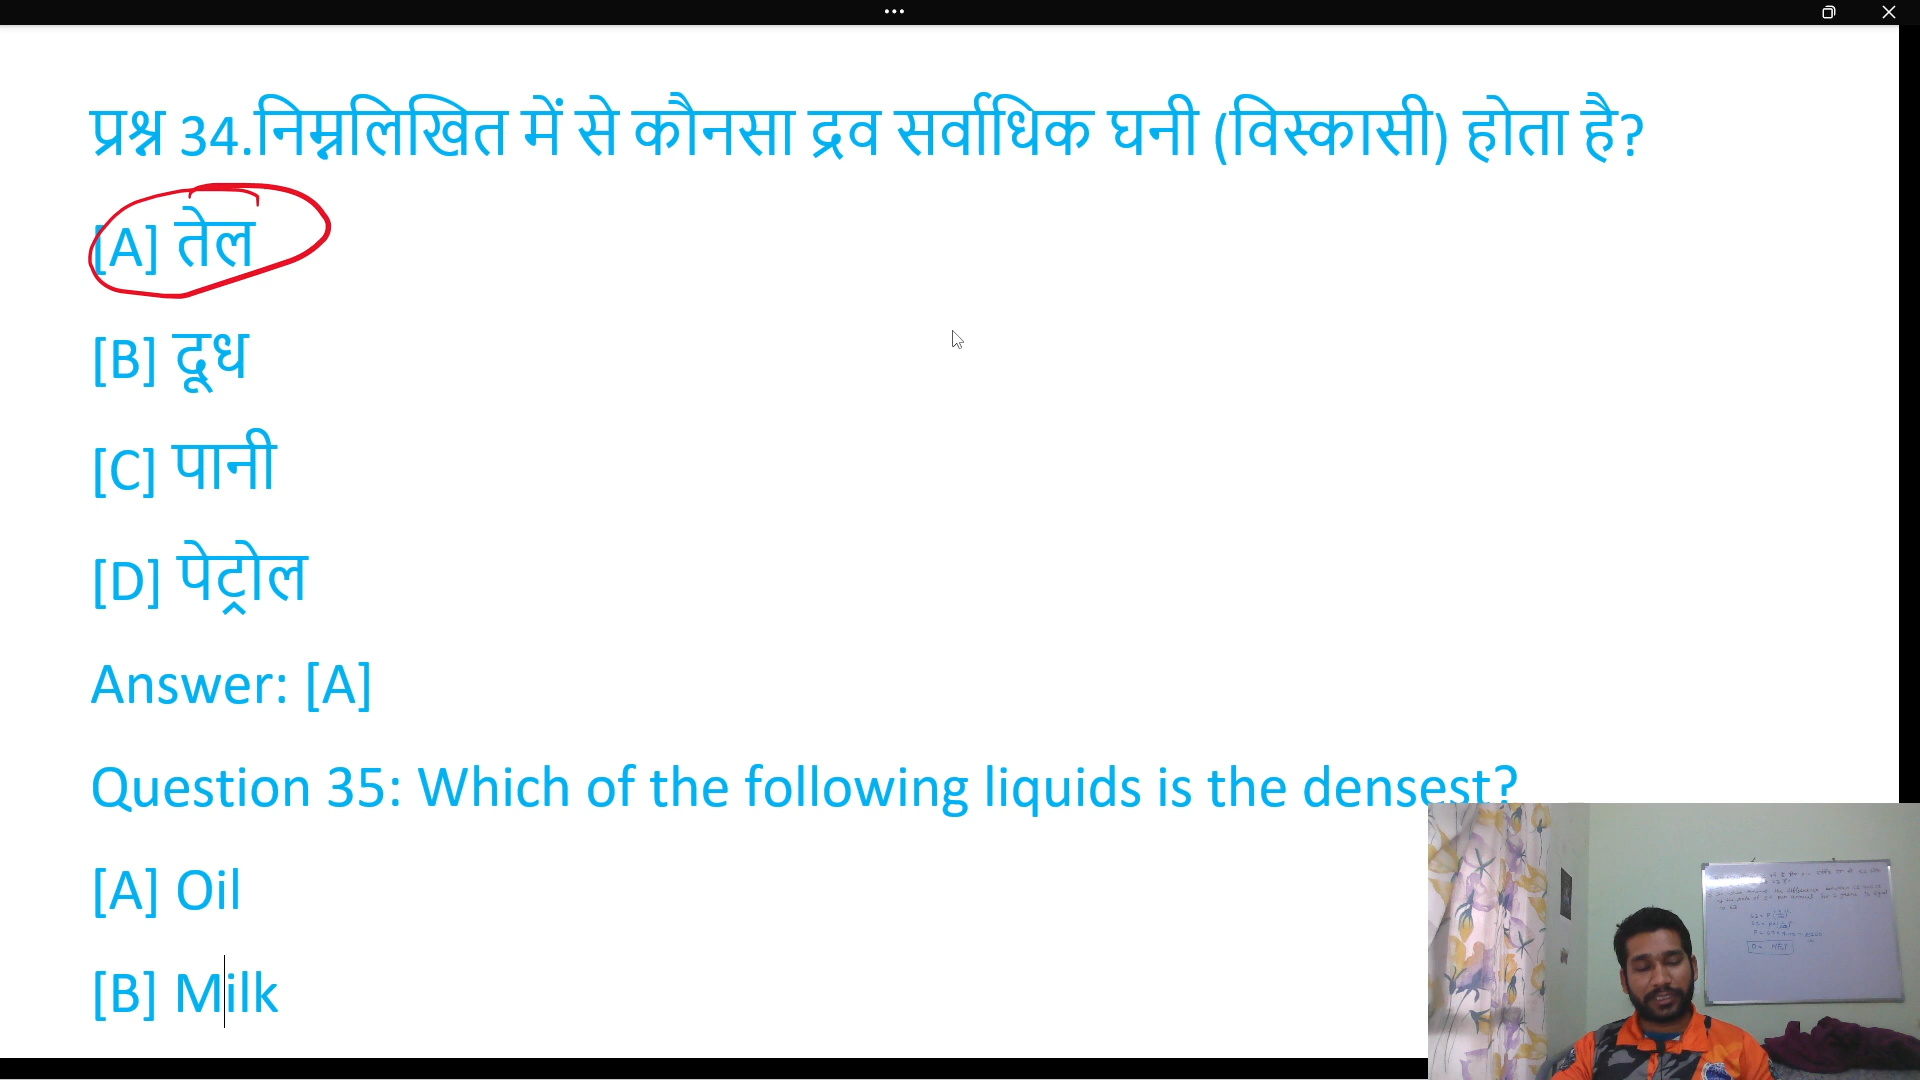 प्रश्न 34.निम्नलिखित में से कौनसा द्रव सर्वाधिक घनी (विस्कासी) होता है?
[A] तेल
[B] दूध
[C] पानी
[D] पेट्रोल
Answer: [A]
Question 35: Which of the following liquids is the densest?
[A] Oil
[B] Milk